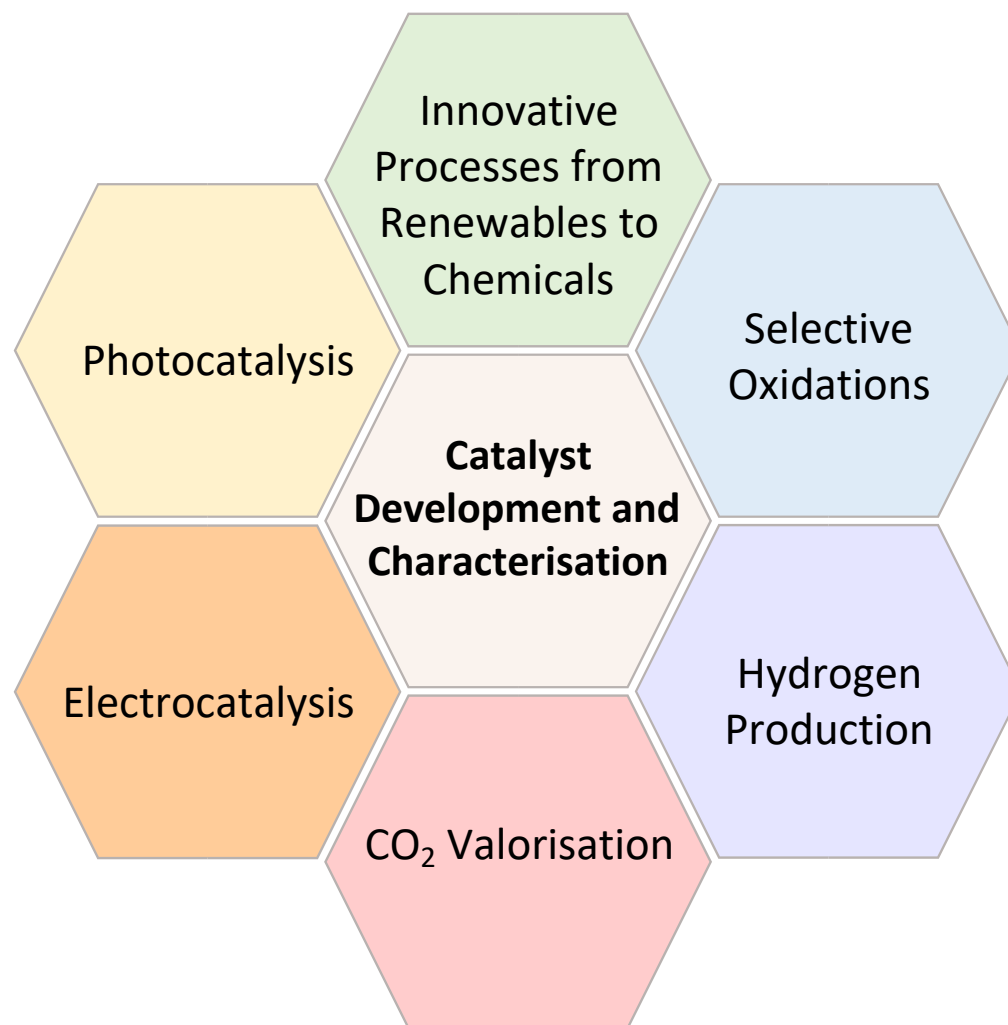 Innovative
Processes from
Renewables to
Chemicals
Photocatalysis
Selective
Oxidations
Catalyst
Development and
Characterisation
Electrocatalysis
Hydrogen
Production
CO₂ Valorisation